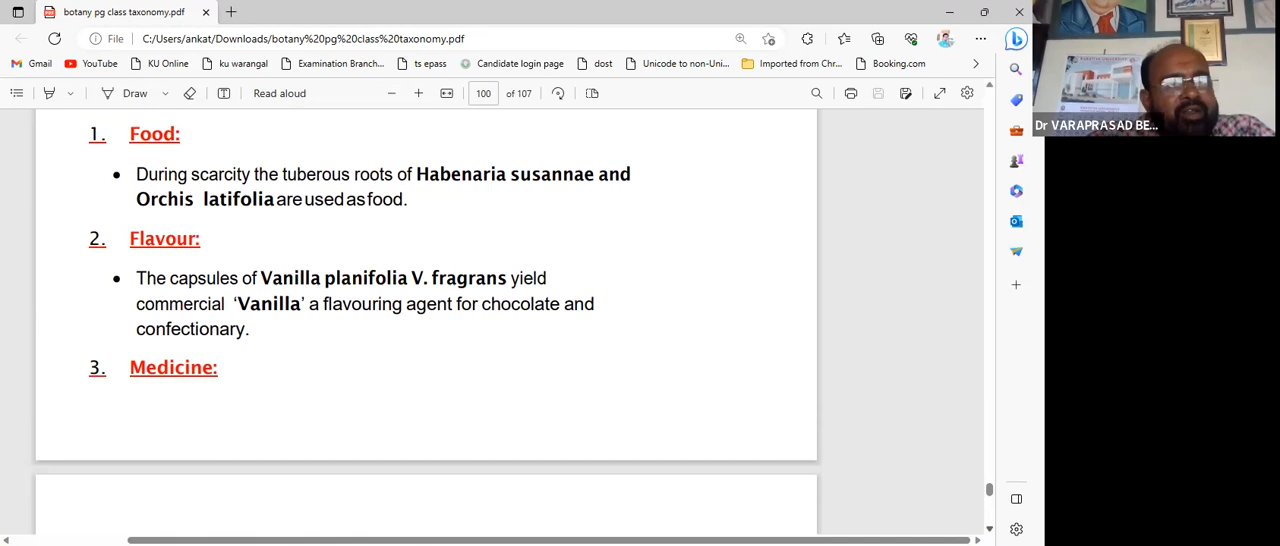 botany pg class taxonomy.pdf
File
C:/Users/ankat/Downloads/botany%20pg%20class%20taxonomy.pdf
Gmail
YouTube
KU Online
ku warangal
Examination Branch...
ts epass
Candidate login page
dost
Unicode to non-Uni...
Imported from Chr...
Booking.com
Draw
Read aloud
100 of 107
Dr VARAPRASAD BE...
1. Food:
• During scarcity the tuberous roots of Habenaria susannae and
Orchis latifolia are used as food.
2. Flavour:
• The capsules of Vanilla planifolia V. fragrans yield
commercial ‘Vanilla’ a flavouring agent for chocolate and
confectionary.
3. Medicine: